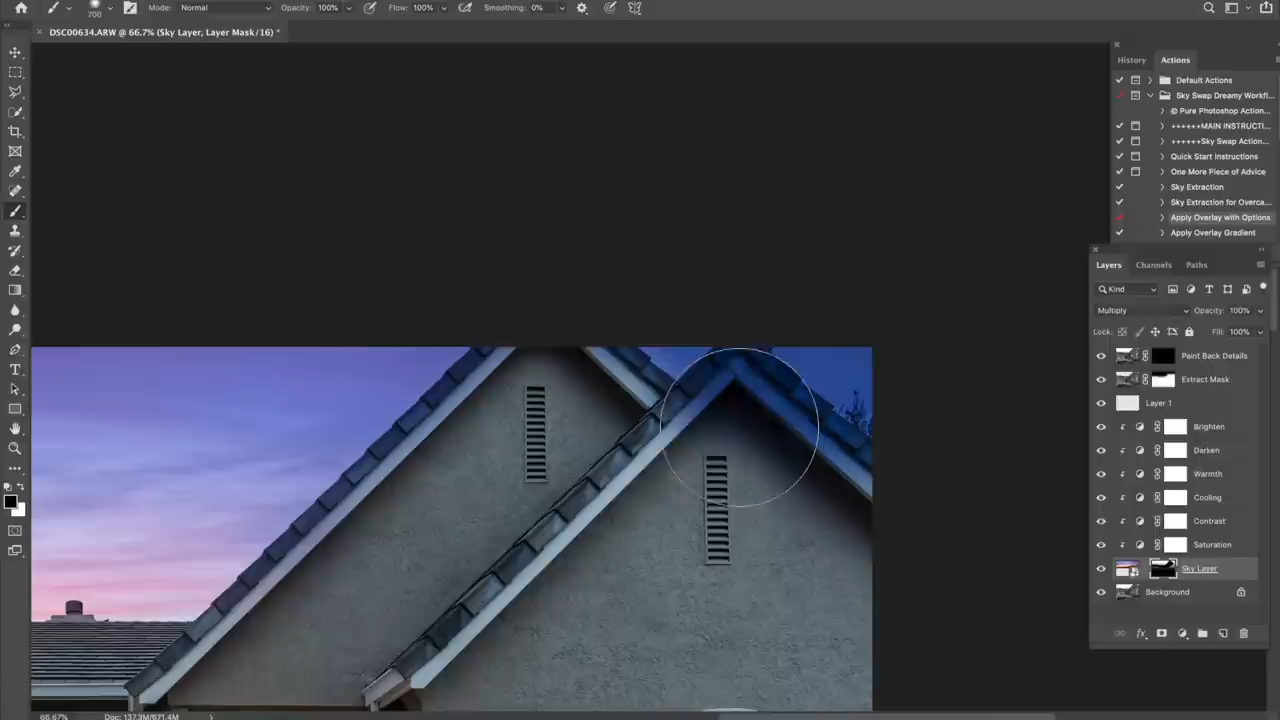 700
Mode: Normal
Opacity: 100%
Flow: 100%
Smoothing: 0%
DSC00634.ARW @ 66.7% (Sky Layer, Layer Mask/16) *
History
Actions
Default Actions
Sky Swap Dreamy Workfl...
© Pure Photoshop Action...
++++++MAIN INSTRUCTI...
++++++Sky Swap Action...
Quick Start Instructions
One More Piece of Advice
Sky Extraction
Sky Extraction for Overca...
Apply Overlay with Options
Apply Overlay Gradient
Layers
Channels
Paths
Kind
Multiply
Opacity: 100%
Lock:
Fill: 100%
Paint Back Details
Extract Mask
Layer 1
Brighten
Darken
Warmth
Cooling
Contrast
Saturation
Sky Layer
Background
66.67%
Doc: 137.3M/671.4M